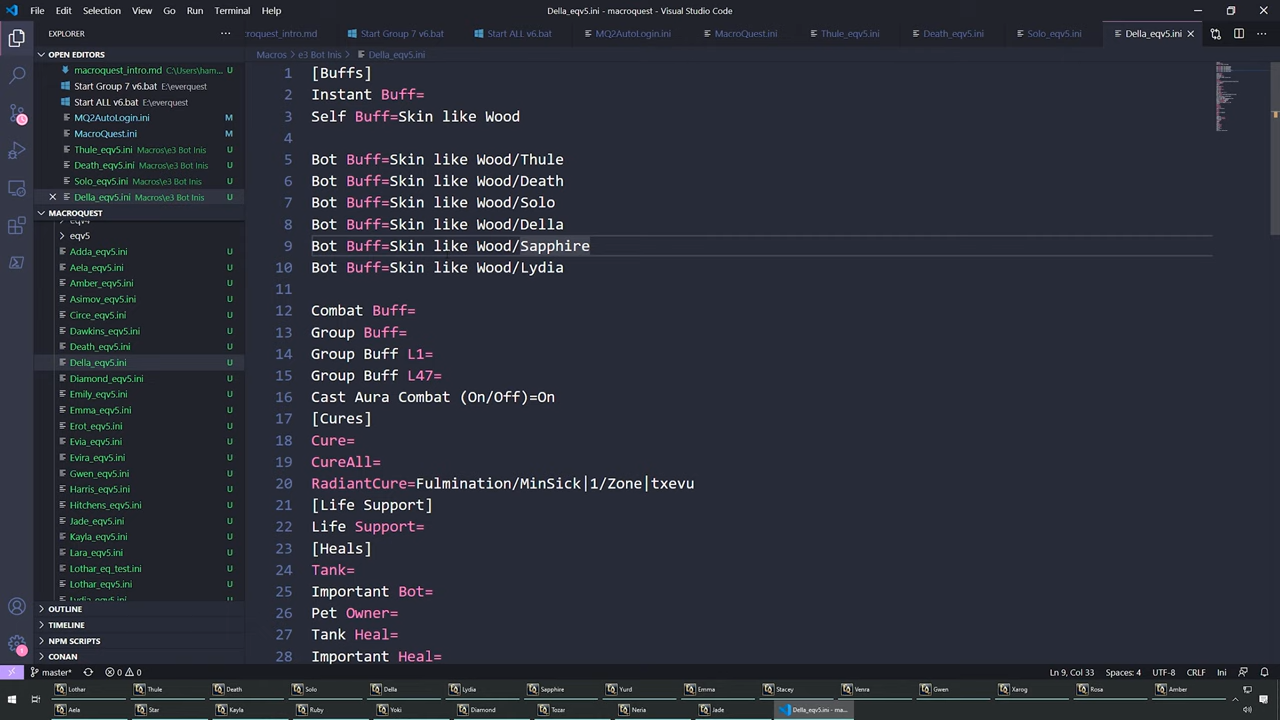 File Edit Selection View Go Run Terminal Help
Della_eqv5.ini - macroquest - Visual Studio Code
EXPLORER
OPEN EDITORS
macroquest_intro.md C:\Users\ham... U
Start Group 7 v6.bat E:\everquest
Start ALL v6.bat E:\everquest
MQ2AutoLogin.ini M
MacroQuest.ini M
Thule_eqv5.ini Macros\e3 Bot Inis U
Death_eqv5.ini Macros\e3 Bot Inis U
Solo_eqv5.ini Macros\e3 Bot Inis U
Della_eqv5.ini Macros\e3 Bot Inis U
MACROQUEST
eqv4
eqv5
Adda_eqv5.ini U
Aela_eqv5.ini U
Amber_eqv5.ini U
Asimov_eqv5.ini U
Circe_eqv5.ini U
Dawkins_eqv5.ini U
Death_eqv5.ini U
Della_eqv5.ini U
Diamond_eqv5.ini U
Emily_eqv5.ini U
Emma_eqv5.ini U
Erot_eqv5.ini U
Evia_eqv5.ini U
Evira_eqv5.ini U
Gwen_eqv5.ini U
Harris_eqv5.ini U
Hitchens_eqv5.ini U
Jade_eqv5.ini U
Kayla_eqv5.ini U
Lara_eqv5.ini U
Lothar_eq_test.ini U
Lothar_eqv5.ini U
Lydia_eqv5.ini U
OUTLINE
TIMELINE
NPM SCRIPTS
CONAN
quest_intro.md Start Group 7 v6.bat Start ALL v6.bat MQ2AutoLogin.ini MacroQuest.ini Thule_eqv5.ini Death_eqv5.ini Solo_eqv5.ini Della_eqv5.ini
Macros > e3 Bot Inis > Della_eqv5.ini
1 [Buffs]
2 Instant Buff=
3 Self Buff=Skin like Wood
4
5 Bot Buff=Skin like Wood/Thule
6 Bot Buff=Skin like Wood/Death
7 Bot Buff=Skin like Wood/Solo
8 Bot Buff=Skin like Wood/Della
9 Bot Buff=Skin like Wood/Sapphire
10 Bot Buff=Skin like Wood/Lydia
11
12 Combat Buff=
13 Group Buff=
14 Group Buff L1=
15 Group Buff L47=
16 Cast Aura Combat (On/Off)=On
17 [Cures]
18 Cure=
19 CureAll=
20 RadiantCure=Fulmination/MinSick|1/Zone|txevu
21 [Life Support]
22 Life Support=
23 [Heals]
24 Tank=
25 Important Bot=
26 Pet Owner=
27 Tank Heal=
28 Important Heal=
master* 0 0 Ln 9, Col 33 Spaces: 4 UTF-8 CRLF Ini
Lothar Thule Death Solo Della Lydia Sapphire Yurd Emma Stacey Venra Gwen Xarog Rosa Amber
Aela Star Kayla Ruby Yoki Diamond Tozar Neria Jade Della_eqv5.ini - ma...